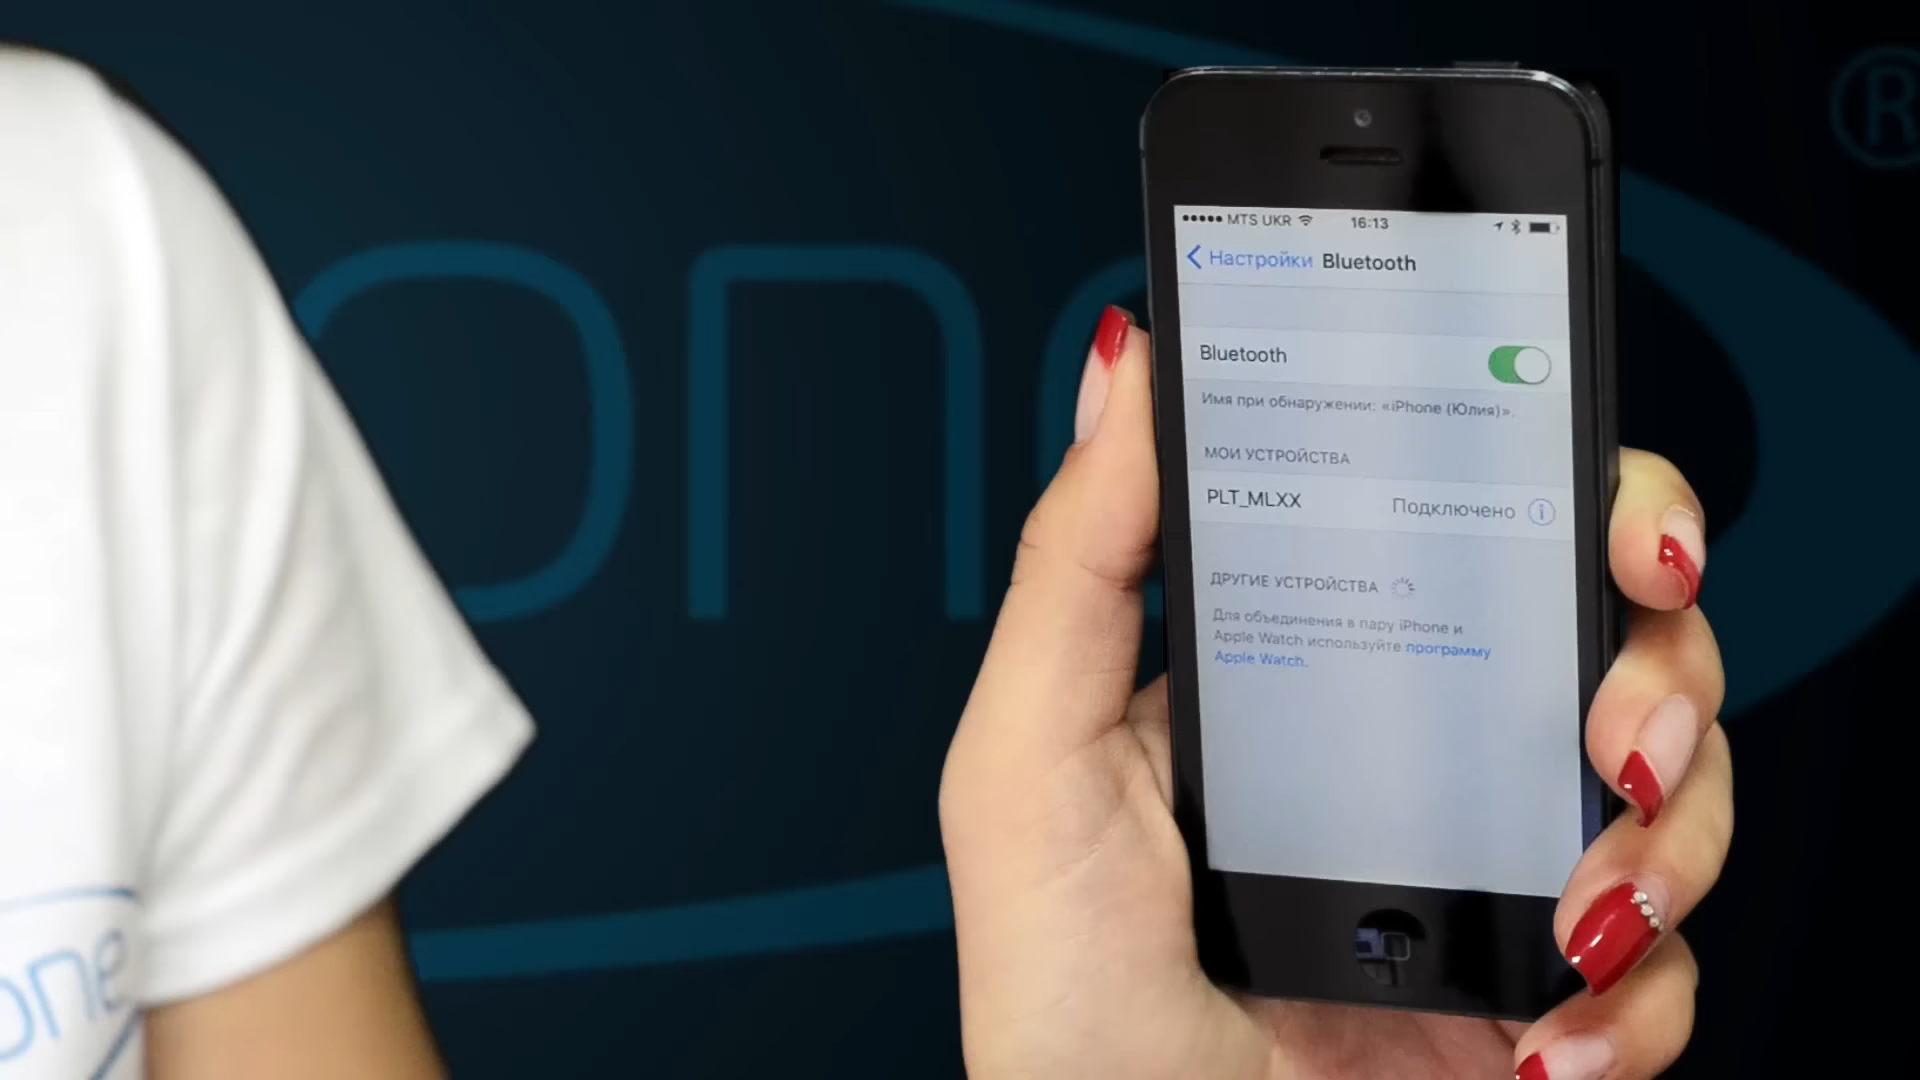 one
®
MTS UKR 16:13
Настройки Bluetooth
Bluetooth
Имя при обнаружении: «iPhone (Юлия)».
МОИ УСТРОЙСТВА
PLT_MLXX Подключено
ДРУГИЕ УСТРОЙСТВА
Для объединения в пару iPhone и
Apple Watch используйте программу
Apple Watch.
one